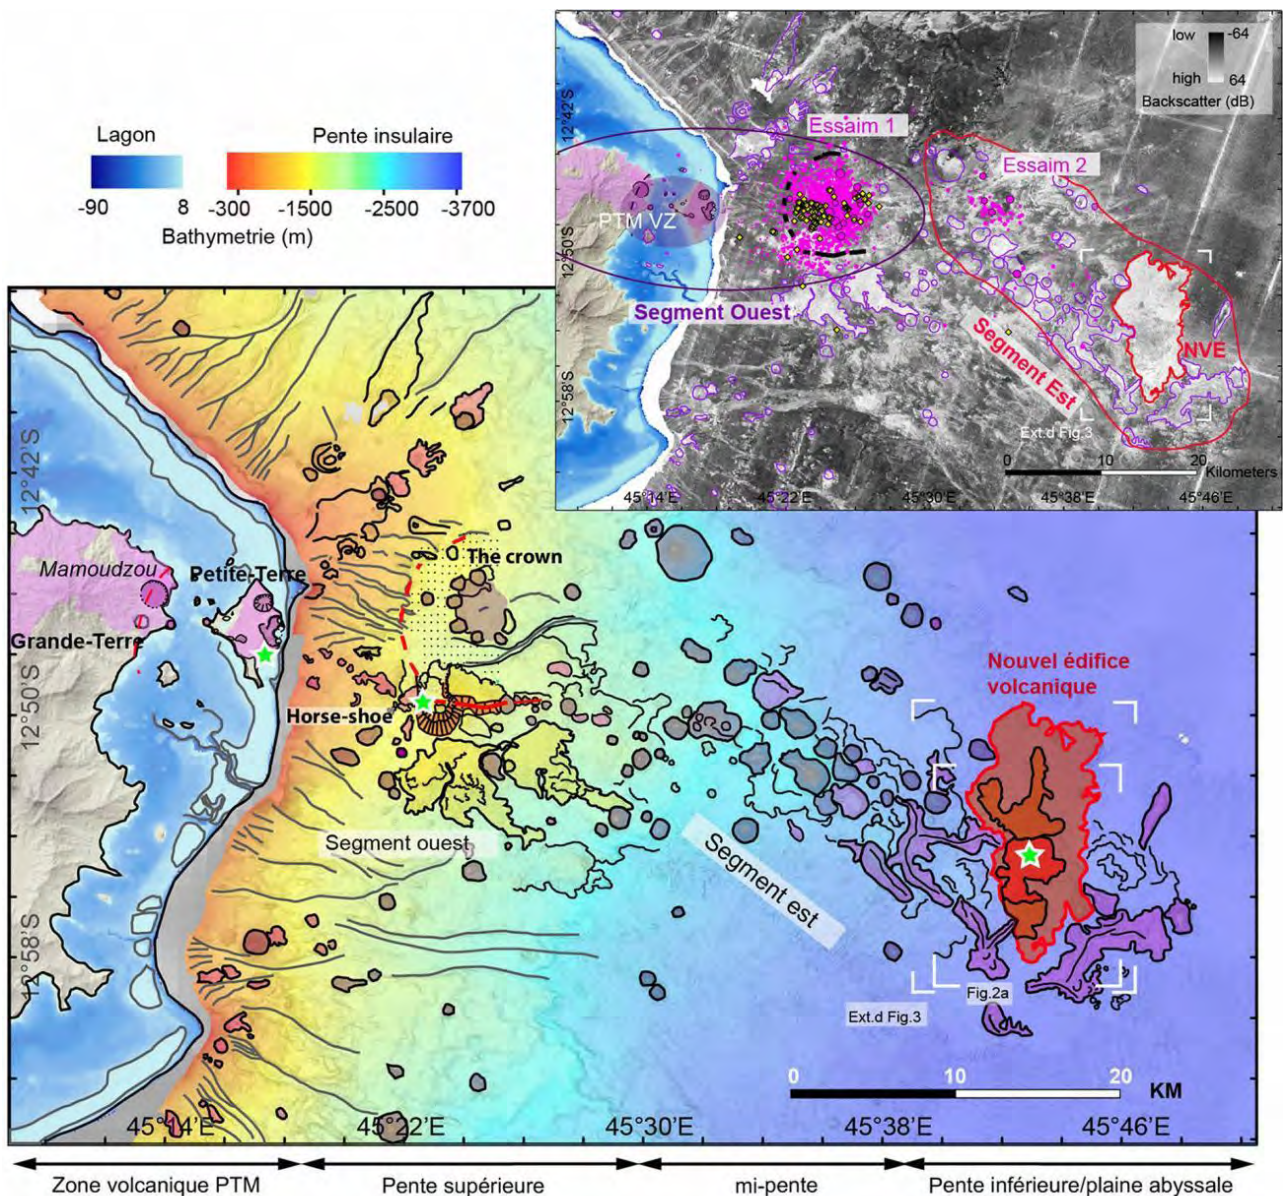 Lagon
Pente insulaire
-90
8
-300
-1500
-2500
-3700
Bathymetrie (m)
low
-64
high
64
Backscatter (dB)
12°42'S
12°50'S
12°58'S
Essaim 1
Essaim 2
PTM VZ
Segment Ouest
Segment Est
NVE
Ext.d Fig.3
0
10
20
Kilometers
45°14'E
45°22'E
45°30'E
45°38'E
45°46'E
12°42'S
12°50'S
12°58'S
Mamoudzou
Petite-Terre
Grande-Terre
The crown
Horse-shoe
Nouvel édifice
volcanique
Segment ouest
Segment est
Fig.2a
Ext.d Fig.3
0
10
20
KM
45°14'E
45°22'E
45°30'E
45°38'E
45°46'E
Zone volcanique PTM
Pente supérieure
mi-pente
Pente inférieure/plaine abyssale